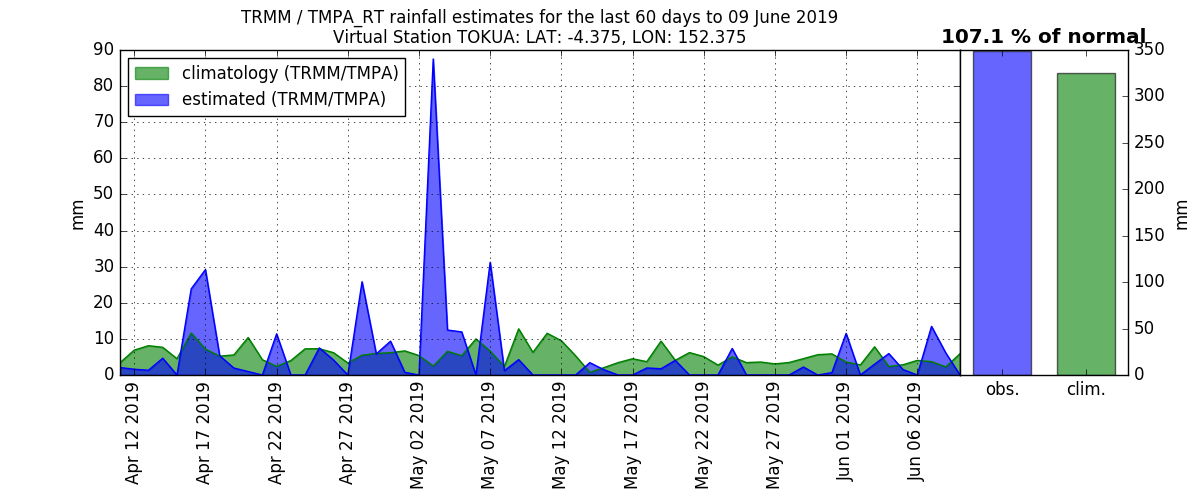 TRMM / TMPA_RT rainfall estimates for the last 60 days to 09 June 2019
Virtual Station TOKUA: LAT: -4.375, LON: 152.375
107.1 % of normal
climatology (TRMM/TMPA)
estimated (TRMM/TMPA)
90
80
70
60
50
40
30
20
10
0
mm
Apr 12 2019
Apr 17 2019
Apr 22 2019
Apr 27 2019
May 02 2019
May 07 2019
May 12 2019
May 17 2019
May 22 2019
May 27 2019
Jun 01 2019
Jun 06 2019
obs.
clim.
350
300
250
200
150
100
50
0
mm